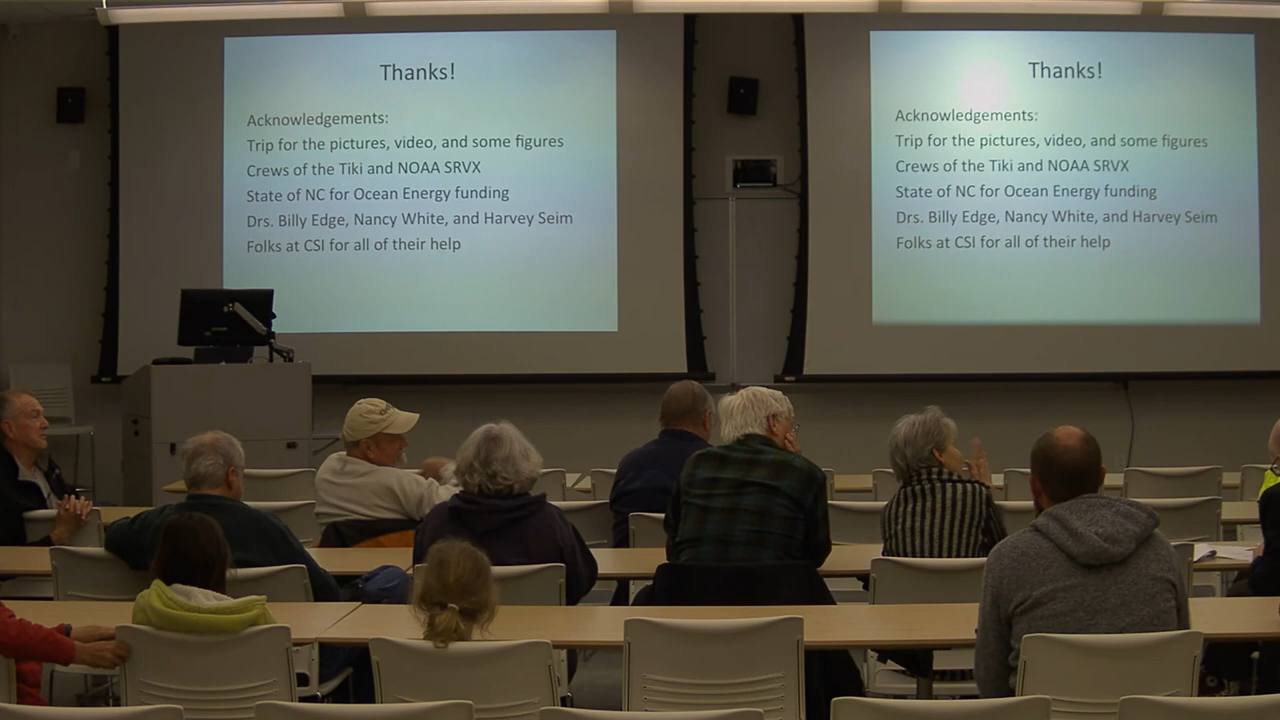 Thanks!
Acknowledgements:
Trip for the pictures, video, and some figures
Crews of the Tiki and NOAA SRVX
State of NC for Ocean Energy funding
Drs. Billy Edge, Nancy White, and Harvey Seim
Folks at CSI for all of their help
Thanks!
Acknowledgements:
Trip for the pictures, video, and some figures
Crews of the Tiki and NOAA SRVX
State of NC for Ocean Energy funding
Drs. Billy Edge, Nancy White, and Harvey Seim
Folks at CSI for all of their help